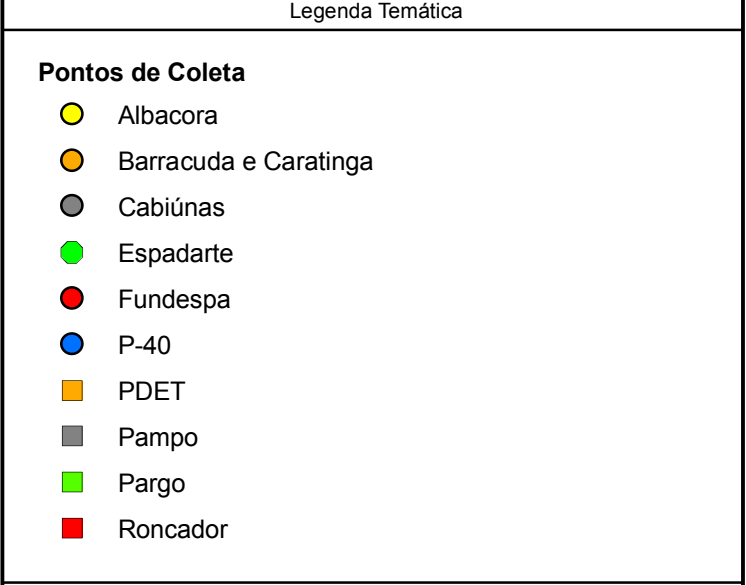 Legenda Temática
Pontos de Coleta
Albacora
Barracuda e Caratinga
Cabiúnas
Espadarte
Fundespa
P-40
PDET
Pampo
Pargo
Roncador